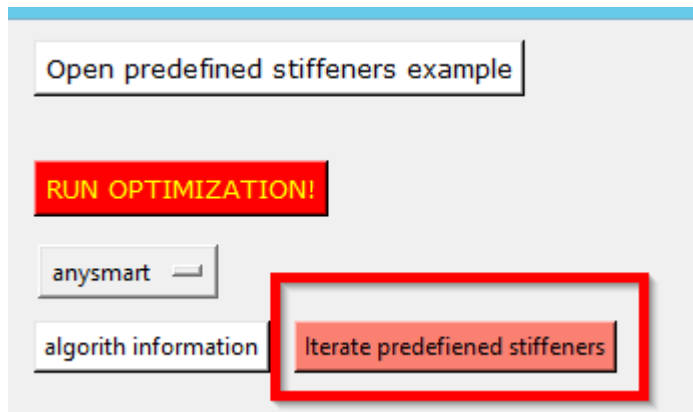 Open predefined stiffeners example
RUN OPTIMIZATION!
anysmart
algorith information
Iterate predefiened stiffeners